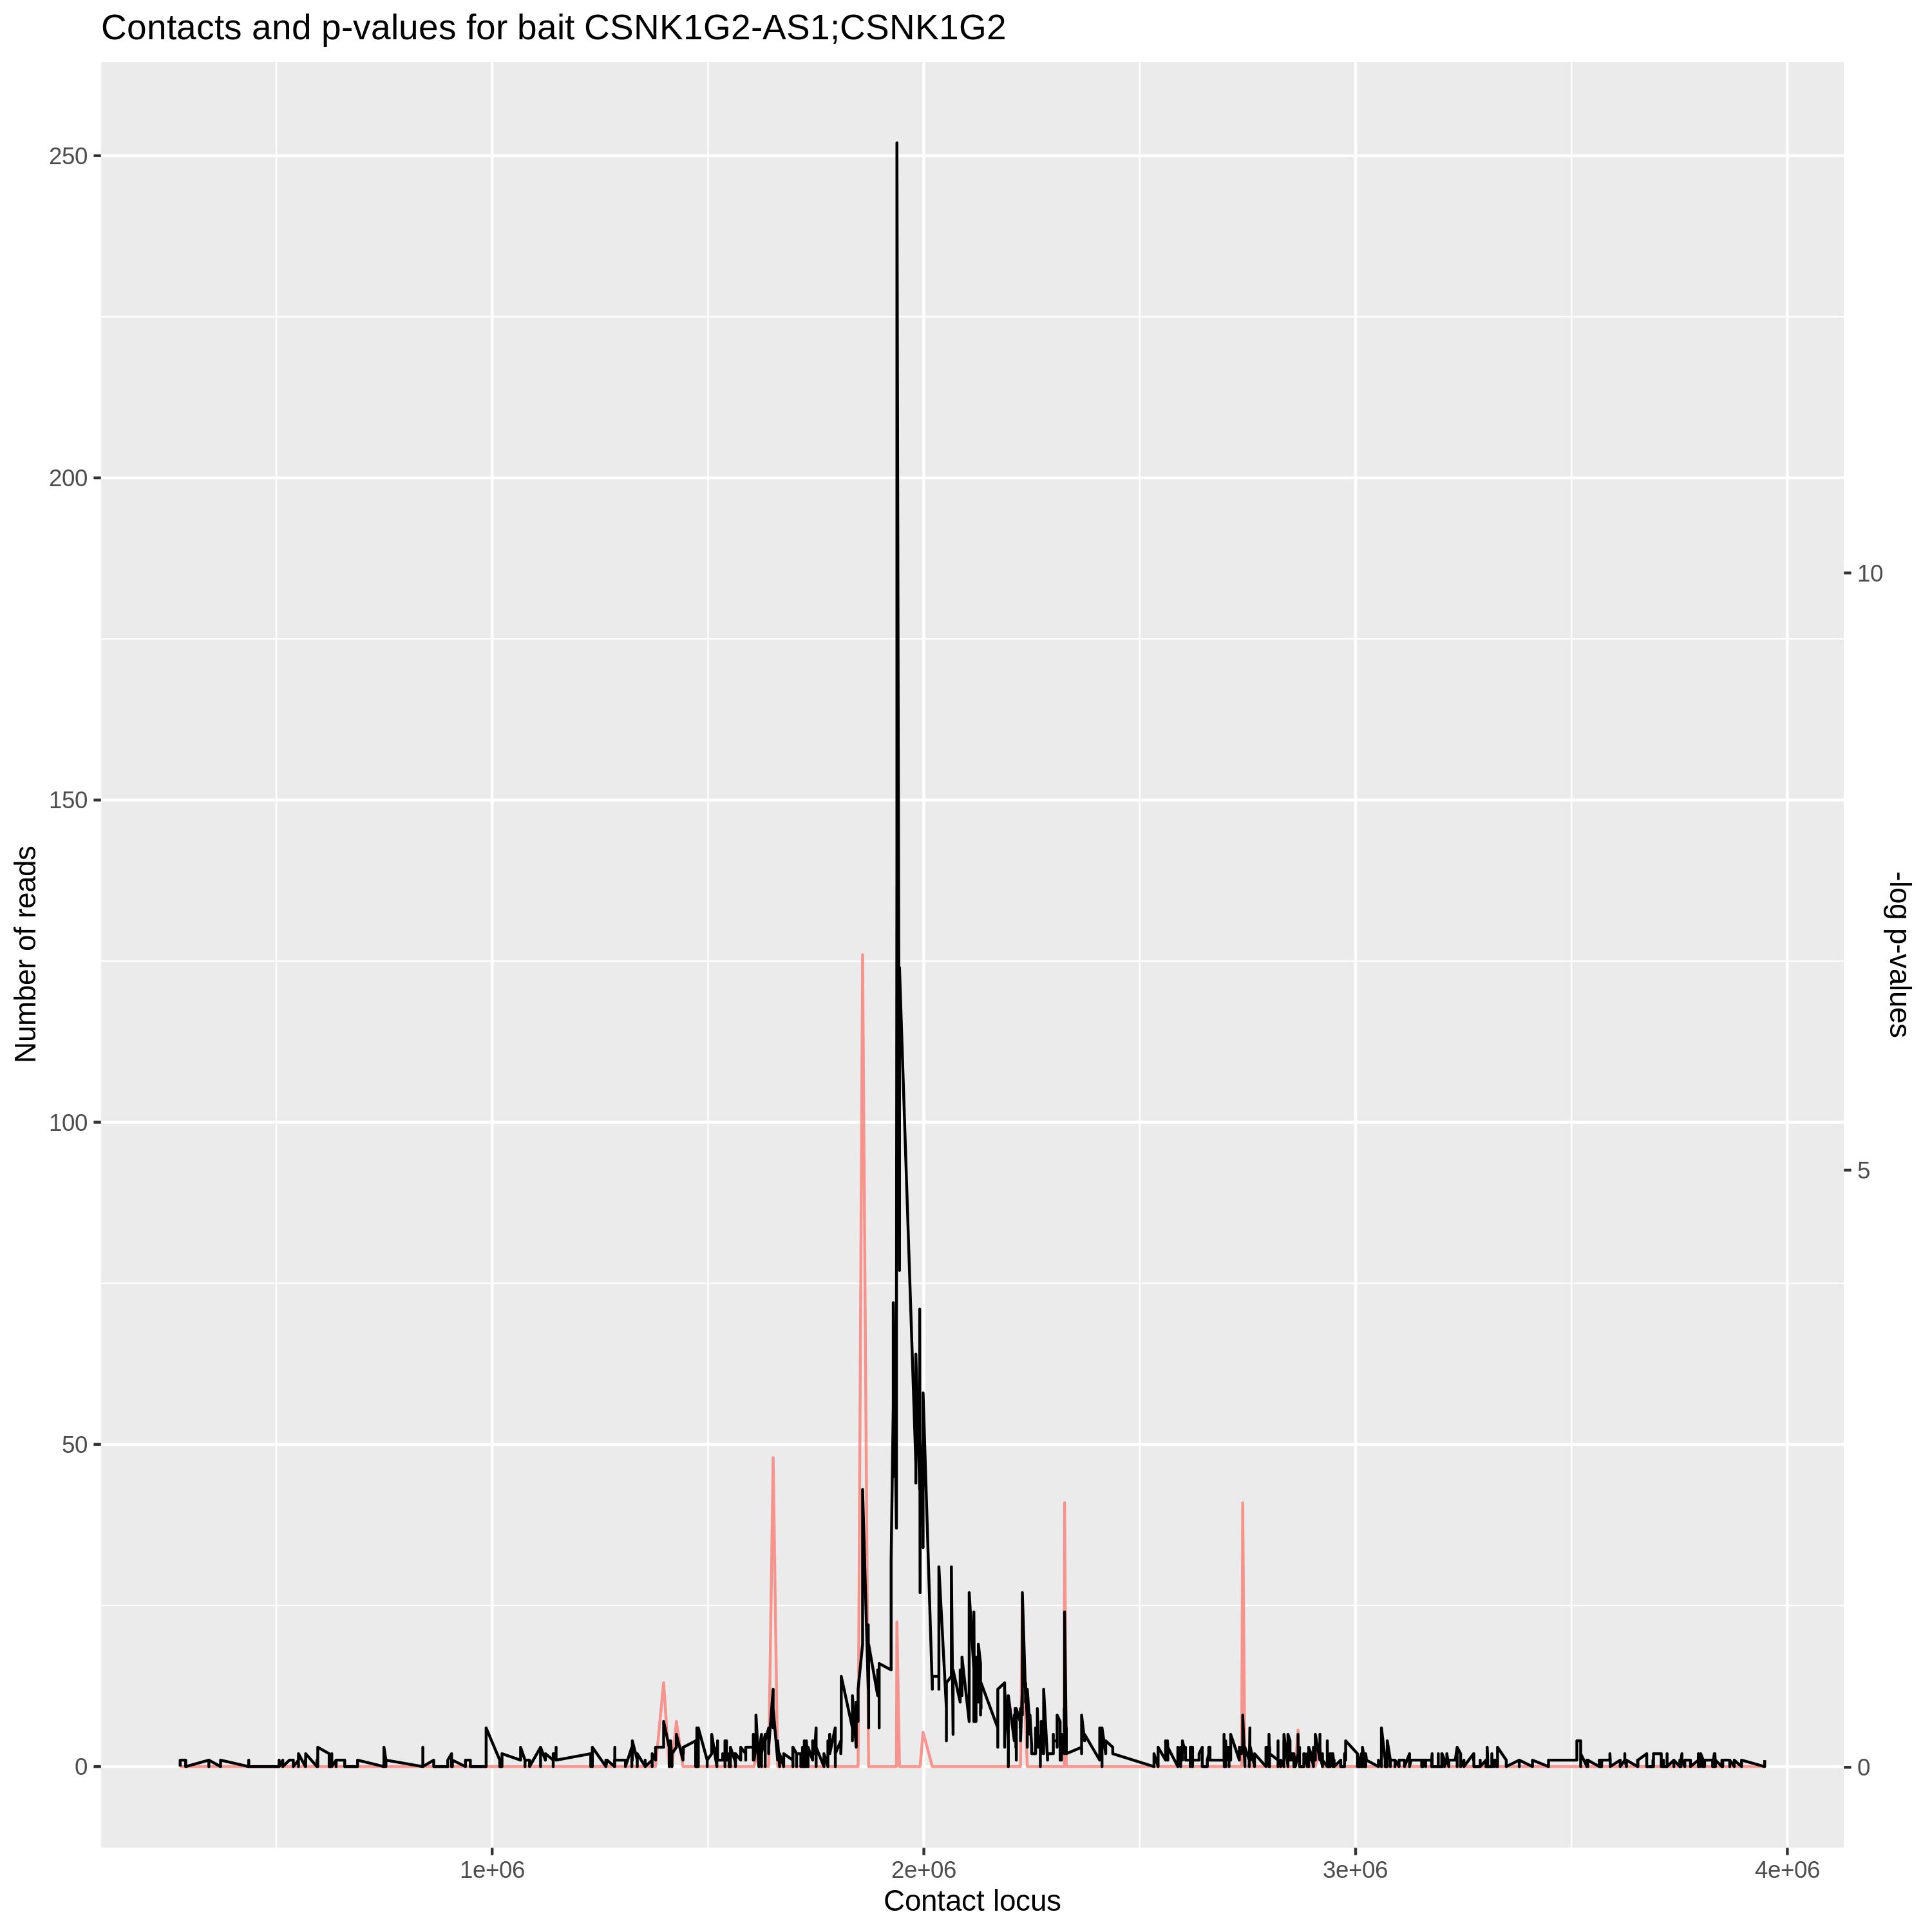 Contacts and p-values for bait CSNK1G2-AS1;CSNK1G2
250
200
150
100
50
0
Number of reads
10
5
0
-log p-values
1e+06
2e+06
3e+06
4e+06
Contact locus